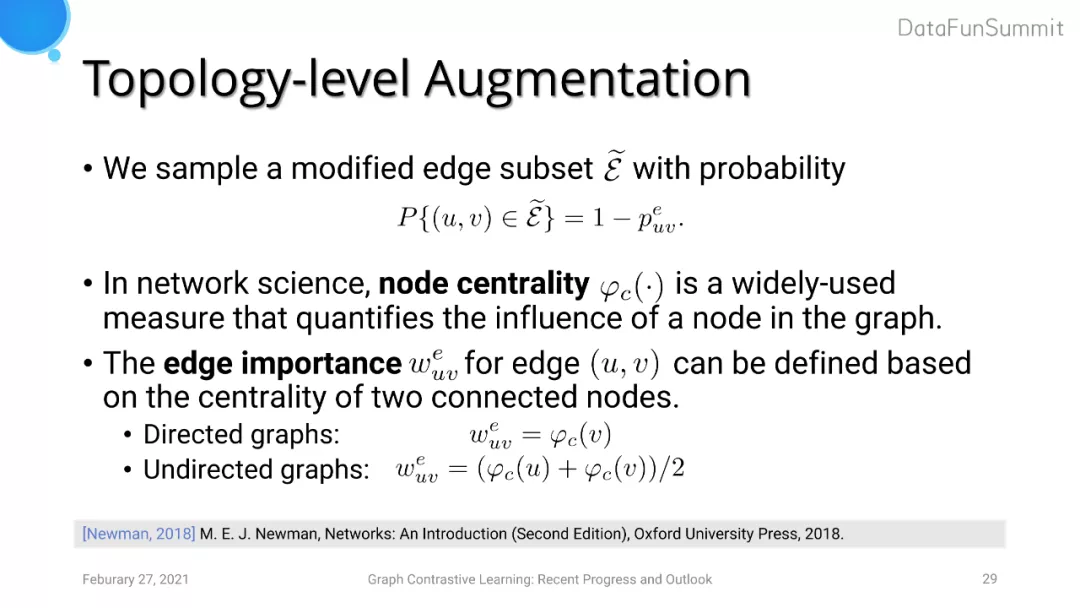 DataFunSummit
Topology-level Augmentation
• We sample a modified edge subset $\widetilde{\mathcal{E}}$ with probability
$P\{(u, v) \in \widetilde{\mathcal{E}}\} = 1 - p_{uv}^{e}.$
• In network science, node centrality $\varphi_c(\cdot)$ is a widely-used
measure that quantifies the influence of a node in the graph.
• The edge importance $w_{uv}^{e}$ for edge $(u, v)$ can be defined based
on the centrality of two connected nodes.
• Directed graphs: $w_{uv}^{e} = \varphi_c(v)$
• Undirected graphs: $w_{uv}^{e} = (\varphi_c(u) + \varphi_c(v))/2$
[Newman, 2018] M. E. J. Newman, Networks: An Introduction (Second Edition), Oxford University Press, 2018.
Feburary 27, 2021 Graph Contrastive Learning: Recent Progress and Outlook 29